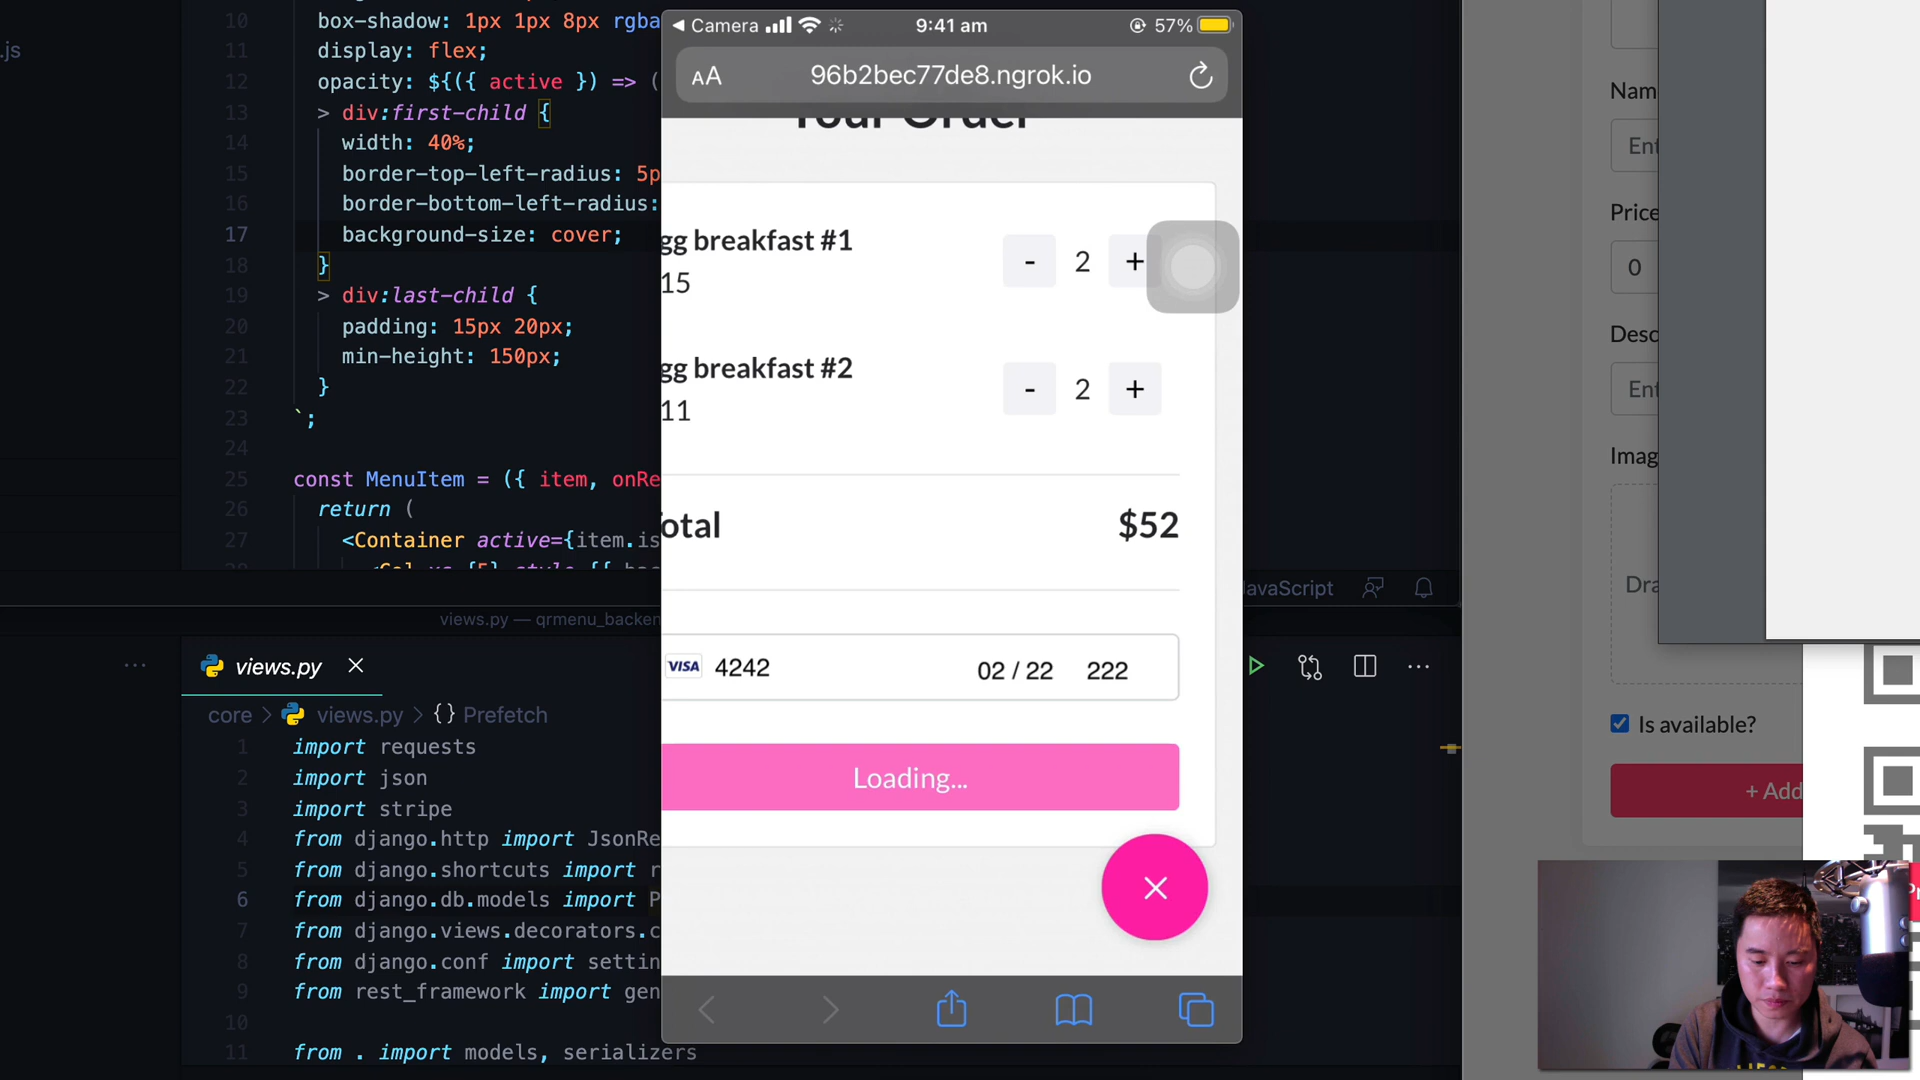 .js
10
box-shadow: 1px 1px 8px rgba
11
display: flex;
12
opacity: ${({ active }) => (
13
> div:first-child {
14
width: 40%;
15
border-top-left-radius: 5p
16
border-bottom-left-radius:
17
background-size: cover;
18
}
19
> div:last-child {
20
padding: 15px 20px;
21
min-height: 150px;
22
}
23
`;
24
25
const MenuItem = ({ item, onRe
26
return (
27
<Container active={item.is
JavaScript
views.py — qrmenu_backen
views.py
core > views.py > {} Prefetch
1
import requests
2
import json
3
import stripe
4
from django.http import JsonRe
5
from django.shortcuts import r
6
from django.db.models import P
7
from django.views.decorators.c
8
from django.conf import settin
9
from rest_framework import gen
10
11
from . import models, serializers
Camera
9:41 am
57%
AA
96b2bec77de8.ngrok.io
Your Order
gg breakfast #1
15
- 2 +
gg breakfast #2
11
- 2 +
otal
$52
VISA 4242
02 / 22
222
Loading...
Nam
Ent
Price
0
Desc
Ent
Imag
Dra
Is available?
+ Add